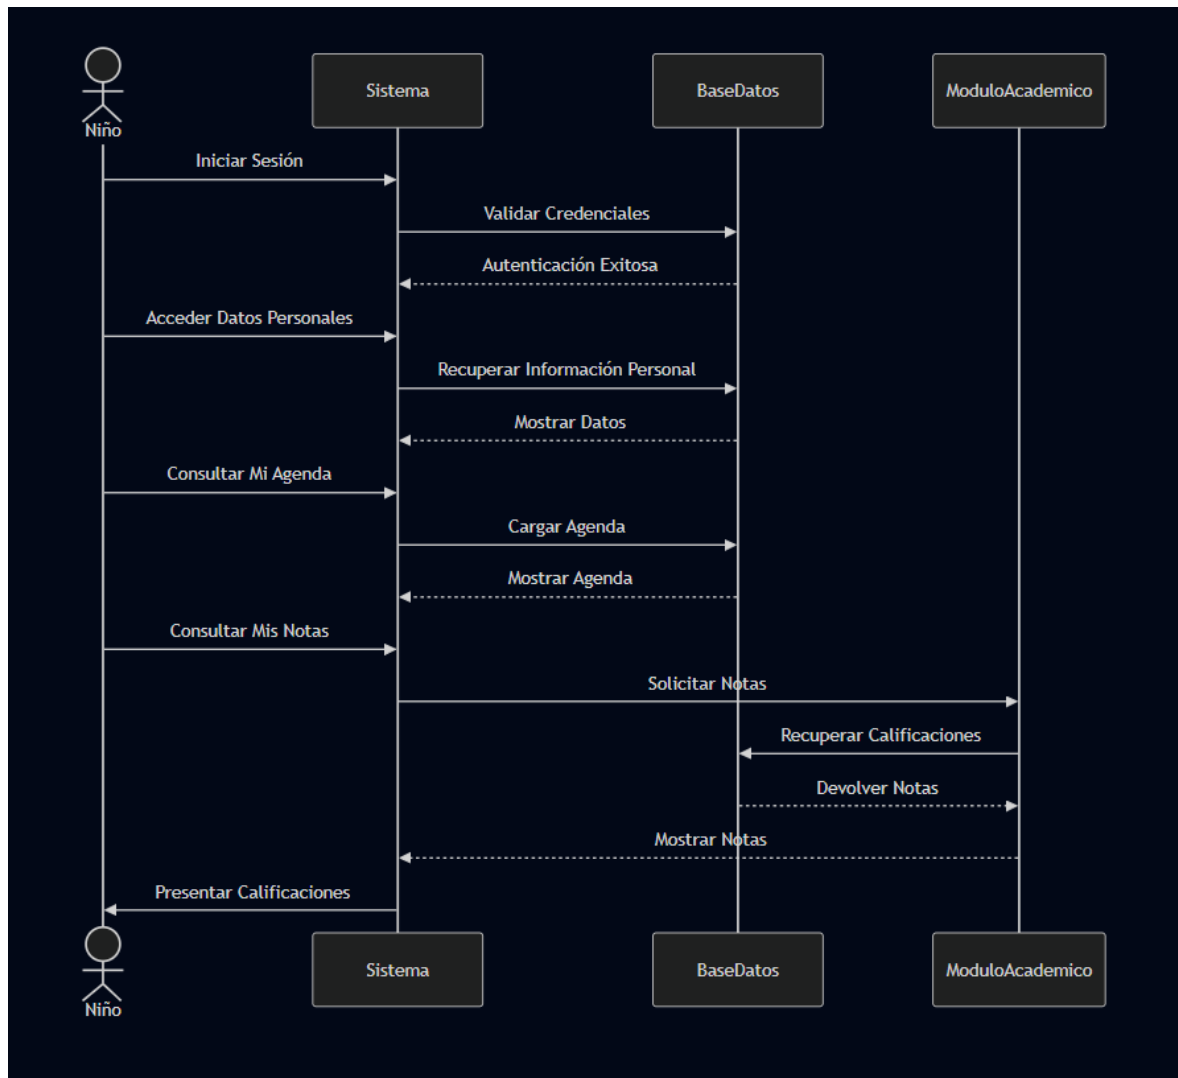 Sistema
BaseDatos
ModuloAcademico
Niño
Iniciar Sesión
Validar Credenciales
Autenticación Exitosa
Acceder Datos Personales
Recuperar Información Personal
Mostrar Datos
Consultar Mi Agenda
Cargar Agenda
Mostrar Agenda
Consultar Mis Notas
Solicitar Notas
Recuperar Calificaciones
Devolver Notas
Mostrar Notas
Presentar Calificaciones
Sistema
BaseDatos
ModuloAcademico
Niño